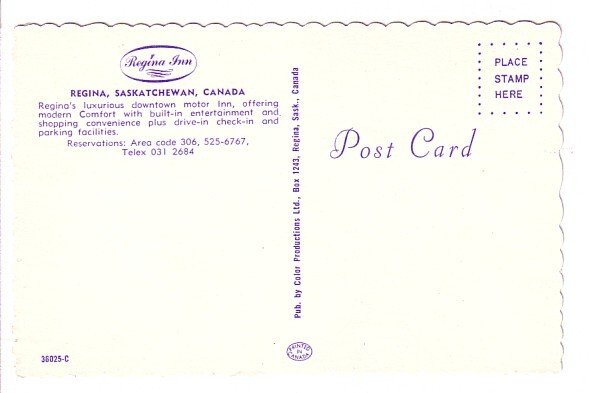 Regina Inn
REGINA, SASKATCHEWAN, CANADA
Regina's luxurious downtown motor Inn, offering
modern Comfort with built-in entertainment and
shopping convenience plus drive-in check-in and
parking facilities.
Reservations: Area code 306, 525-6767,
Telex 031 2684
36025-C
Pub. by Color Productions Ltd., Box 1243, Regina, Sask., Canada
PRINTED
IN
CANADA
Post Card
PLACE
STAMP
HERE